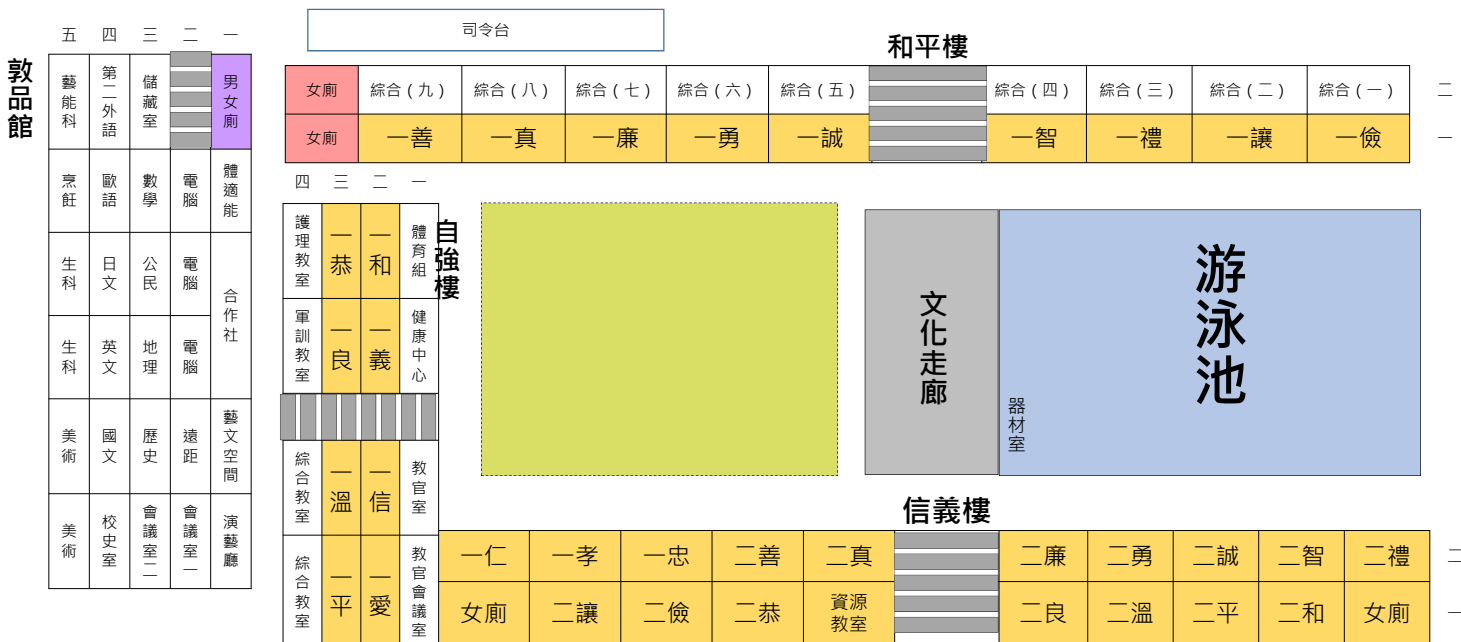 敦品館
五 四 三 二 一
藝能科 第二外語 儲藏室 男女廁
烹飪 歐語 數學 電腦 體適能
生科 日文 公民 電腦 合作社
生科 英文 地理 電腦
美術 國文 歷史 遠距 藝文空間
美術 校史室 會議室二 會議室一 演藝廳
司令台
和平樓
女廁 綜合(九) 綜合(八) 綜合(七) 綜合(六) 綜合(五) 綜合(四) 綜合(三) 綜合(二) 綜合(一) 二
女廁 一善 一真 一廉 一勇 一誠 一智 一禮 一讓 一儉 一
四 三 二 一
自強樓
護理教室 一恭 一和 體育組
軍訓教室 一良 一義 健康中心
綜合教室 一溫 一信 教官室
綜合教室 一平 一愛 教官會議室
文化走廊
器材室
游泳池
信義樓
一仁 一孝 一忠 二善 二真 二廉 二勇 二誠 二智 二禮 二
女廁 二讓 二儉 二恭 資源教室 二良 二溫 二平 二和 女廁 一